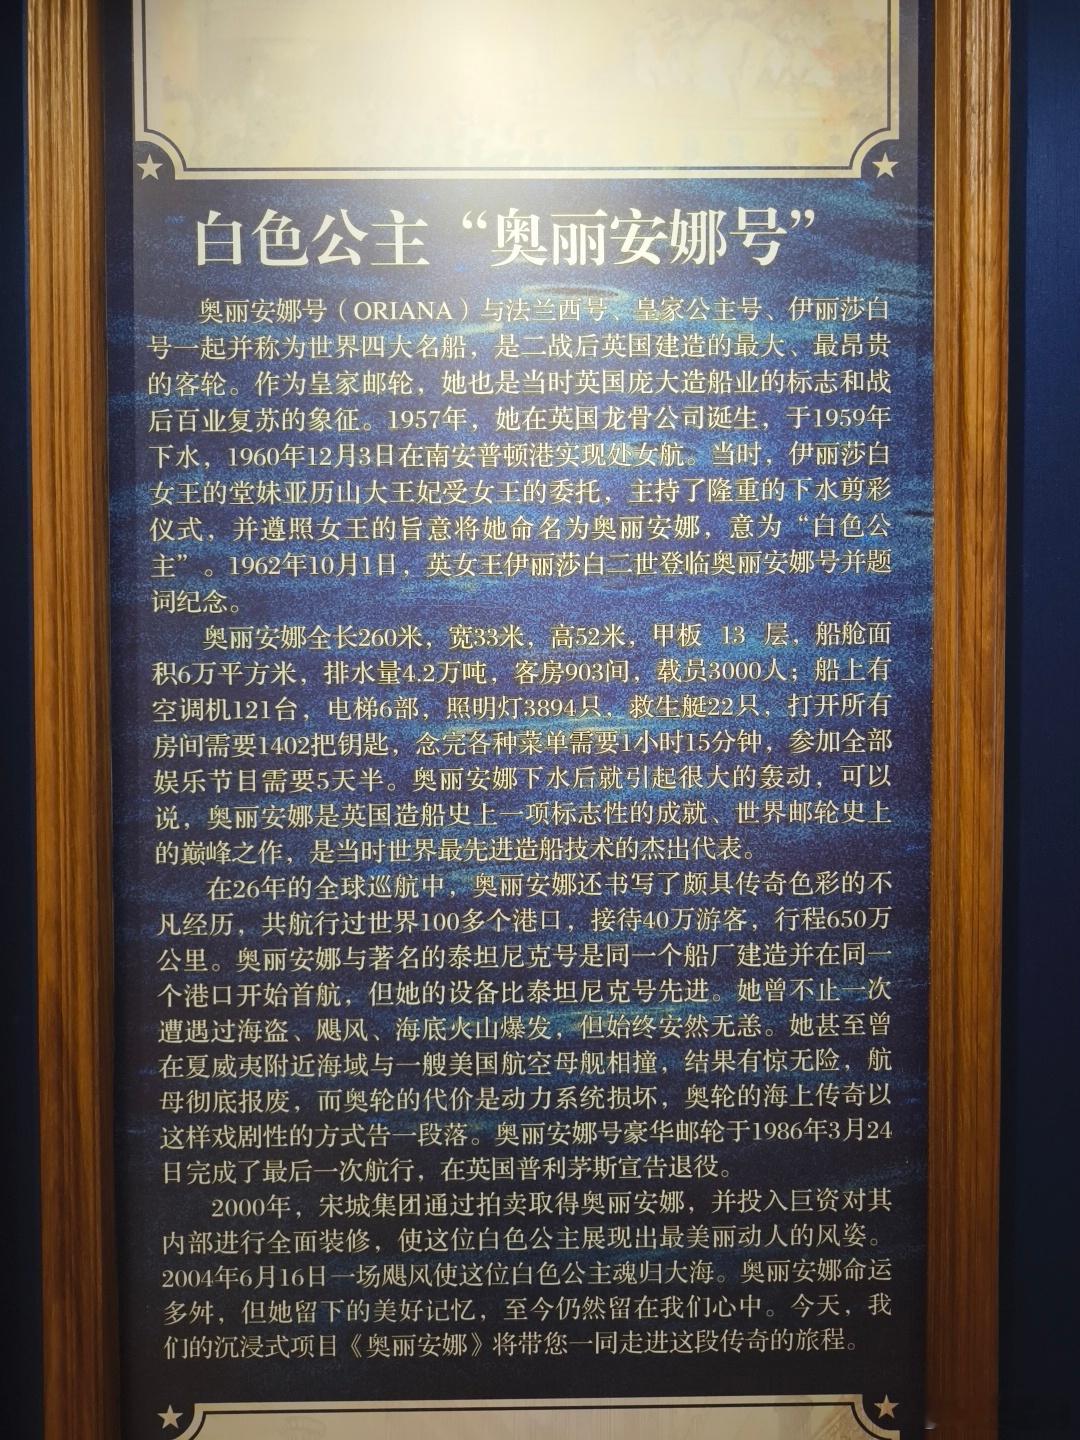 白色公主“奥丽安娜号”
奥丽安娜号（ORIANA）与法兰西号、皇家公主号、伊丽莎白
号一起并称为世界四大名船，是二战后英国建造的最大、最昂贵
的客轮。作为皇家邮轮，她也是当时英国庞大造船业的标志和战
后百业复苏的象征。1957年，她在英国龙骨公司诞生，于1959年
下水，1960年12月3日在南安普顿港实现处女航。当时，伊丽莎白
女王的堂妹亚历山大王妃受女王的委托，主持了隆重的下水剪彩
仪式，并遵照女王的旨意将她命名为奥丽安娜，意为“白色公
主”。1962年10月1日，英女王伊丽莎白二世登临奥丽安娜号并题
词纪念。
奥丽安娜全长260米，宽33米，高52米，甲板 13 层，船舱面
积6万平方米，排水量4.2万吨，客房903间，载员3000人；船上有
空调机121台，电梯6部，照明灯3894只，救生艇22只，打开所有
房间需要1402把钥匙，念完各种菜单需要1小时15分钟，参加全部
娱乐节目需要5天半。奥丽安娜下水后就引起很大的轰动，可以
说，奥丽安娜是英国造船史上一项标志性的成就、世界邮轮史上
的巅峰之作，是当时世界最先进造船技术的杰出代表。
在26年的全球巡航中，奥丽安娜还书写了颇具传奇色彩的不
凡经历，共航行过世界100多个港口，接待40万游客，行程650万
公里。奥丽安娜与著名的泰坦尼克号是同一个船厂建造并在同一
个港口开始首航，但她的设备比泰坦尼克号先进。她曾不止一次
遭遇过海盗、飓风、海底火山爆发，但始终安然无恙。她甚至曾
在夏威夷附近海域与一艘美国航空母舰相撞，结果有惊无险，航
母彻底报废，而奥轮的代价是动力系统损坏，奥轮的海上传奇以
这样戏剧性的方式告一段落。奥丽安娜号豪华邮轮于1986年3月24
日完成了最后一次航行，在英国普利茅斯宣告退役。
2000年，宋城集团通过拍卖取得奥丽安娜，并投入巨资对其
内部进行全面装修，使这位白色公主展现出最美丽动人的风姿。
2004年6月16日一场飓风使这位白色公主魂归大海。奥丽安娜命运
多舛，但她留下的美好记忆，至今仍然留在我们心中。今天，我
们的沉浸式项目《奥丽安娜》将带您一同走进这段传奇的旅程。